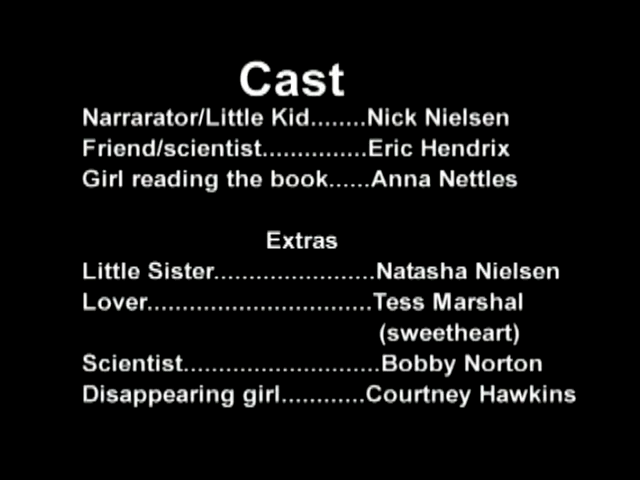 Cast
Narrarator/Little Kid........Nick Nielsen
Friend/scientist...............Eric Hendrix
Girl reading the book......Anna Nettles
Extras
Little Sister.......................Natasha Nielsen
Lover................................Tess Marshal
(sweetheart)
Scientist............................Bobby Norton
Disappearing girl............Courtney Hawkins